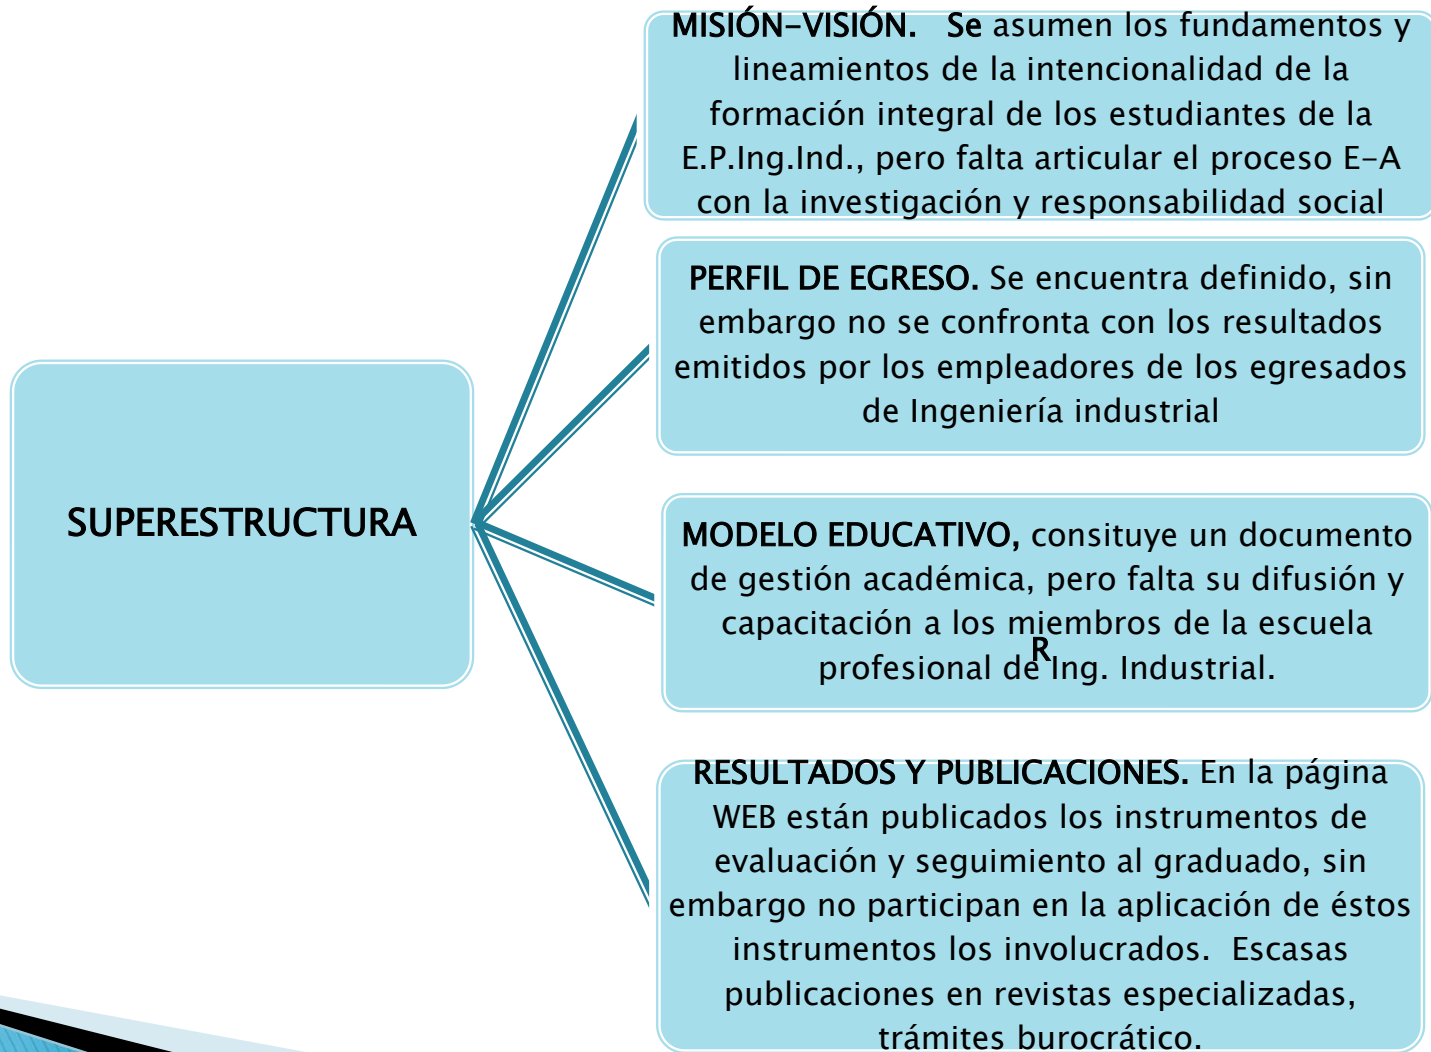 MISIÓN-VISIÓN. Se asumen los fundamentos y
lineamientos de la intencionalidad de la
formación integral de los estudiantes de la
E.P.Ing.Ind., pero falta articular el proceso E-A
con la investigación y responsabilidad social
PERFIL DE EGRESO. Se encuentra definido, sin
embargo no se confronta con los resultados
emitidos por los empleadores de los egresados
de Ingeniería industrial
SUPERESTRUCTURA
MODELO EDUCATIVO, consituye un documento
de gestión académica, pero falta su difusión y
capacitación a los miembros de la escuela
R
profesional de Ing. Industrial.
RESULTADOS Y PUBLICACIONES. En la página
WEB están publicados los instrumentos de
evaluación y seguimiento al graduado, sin
embargo no participan en la aplicación de éstos
instrumentos los involucrados. Escasas
publicaciones en revistas especializadas,
trámites burocrático.